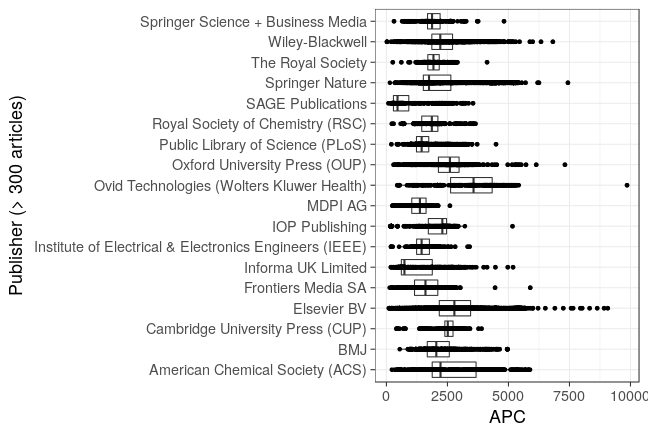 Publisher (> 300 articles)
Springer Science + Business Media
Wiley-Blackwell
The Royal Society
Springer Nature
SAGE Publications
Royal Society of Chemistry (RSC)
Public Library of Science (PLoS)
Oxford University Press (OUP)
Ovid Technologies (Wolters Kluwer Health)
MDPI AG
IOP Publishing
Institute of Electrical & Electronics Engineers (IEEE)
Informa UK Limited
Frontiers Media SA
Elsevier BV
Cambridge University Press (CUP)
BMJ
American Chemical Society (ACS)
0 2500 5000 7500 10000
APC